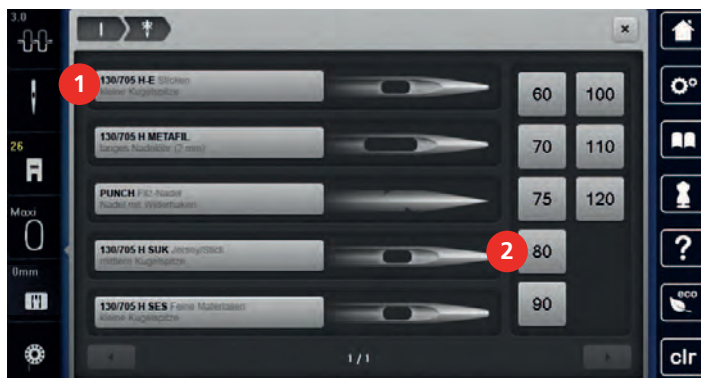 3.0
26
Maxi
0mm
1
130/705 H-E Sticken
kleine Kugelspitze
130/705 H METAFIL
langes Nadelöhr (2 mm)
PUNCH Filz-Nadel
Nadel mit Widerhaken
130/705 H SUK Jersey/Stick
mittlere Kugelspitze
130/705 H SES Feine Materialien
kleine Kugelspitze
1 / 1
60 100
70 110
75 120
2
80
90
?
eco
clr